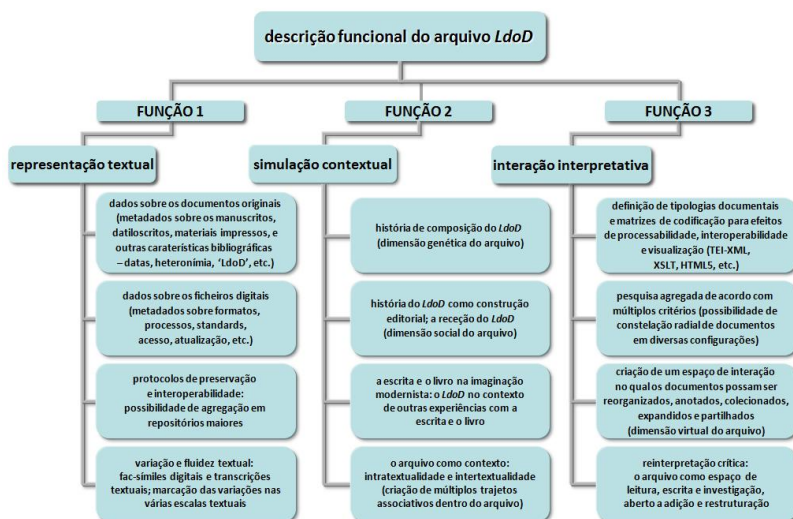 descrição funcional do arquivo LdoD
FUNÇÃO 1
FUNÇÃO 2
FUNÇÃO 3
representação textual
simulação contextual
interação interpretativa
dados sobre os documentos originais
(metadados sobre os manuscritos,
datiloscritos, materiais impressos, e
outras caraterísticas bibliográficas
– datas, heteronímia, ‘LdoD’, etc.)
dados sobre os ficheiros digitais
(metadados sobre formatos,
processos, standards,
acesso, atualização, etc.)
protocolos de preservação
e interoperabilidade:
possibilidade de agregação em
repositórios maiores
variação e fluidez textual:
fac-símiles digitais e transcrições
textuais; marcação das variações nas
várias escalas textuais
história de composição do LdoD
(dimensão genética do arquivo)
história do LdoD como construção
editorial; a receção do LdoD
(dimensão social do arquivo)
a escrita e o livro na imaginação
modernista: o LdoD no contexto
de outras experiências com a
escrita e o livro
o arquivo como contexto:
intratextualidade e intertextualidade
(criação de múltiplos trajetos
associativos dentro do arquivo)
definição de tipologias documentais
e matrizes de codificação para efeitos
de processabilidade, interoperabilidade
e visualização (TEI-XML,
XSLT, HTML5, etc.)
pesquisa agregada de acordo com
múltiplos critérios (possibilidade de
constelação radial de documentos
em diversas configurações)
criação de um espaço de interação
no qual os documentos possam ser
reorganizados, anotados, colecionados,
expandidos e partilhados
(dimensão virtual do arquivo)
reinterpretação crítica:
o arquivo como espaço de
leitura, escrita e investigação,
aberto a adição e restruturação